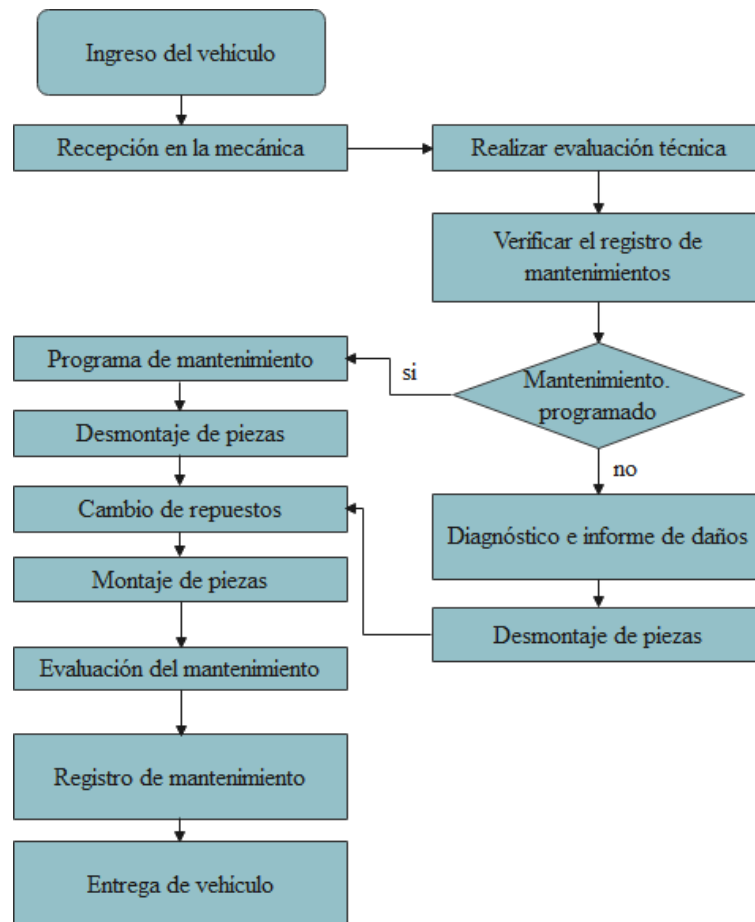 Ingreso del vehículo
Recepción en la mecánica
Realizar evaluación técnica
Verificar el registro de
mantenimientos
Mantenimiento.
programado
si
no
Programa de mantenimiento
Desmontaje de piezas
Cambio de repuestos
Montaje de piezas
Evaluación del mantenimiento
Registro de mantenimiento
Entrega de vehículo
Diagnóstico e informe de daños
Desmontaje de piezas